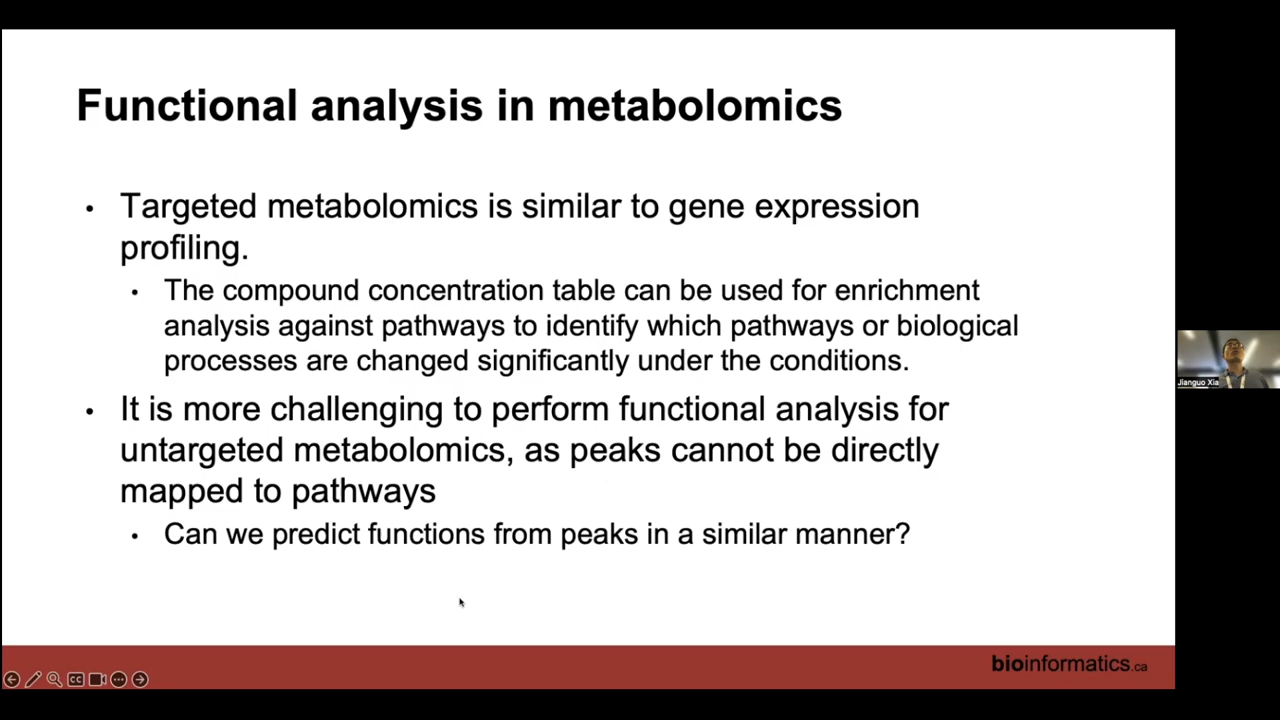 Functional analysis in metabolomics
• Targeted metabolomics is similar to gene expression
profiling.
• The compound concentration table can be used for enrichment
analysis against pathways to identify which pathways or biological
processes are changed significantly under the conditions.
• It is more challenging to perform functional analysis for
untargeted metabolomics, as peaks cannot be directly
mapped to pathways
• Can we predict functions from peaks in a similar manner?
Jianguo Xia
bioinformatics.ca
CC